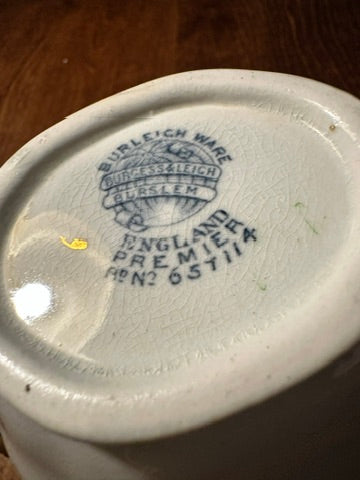 BURLEIGH WARE
BURGESS & LEIGH
BURSLEM
ENGLAND
PREMIER
RD No 657114